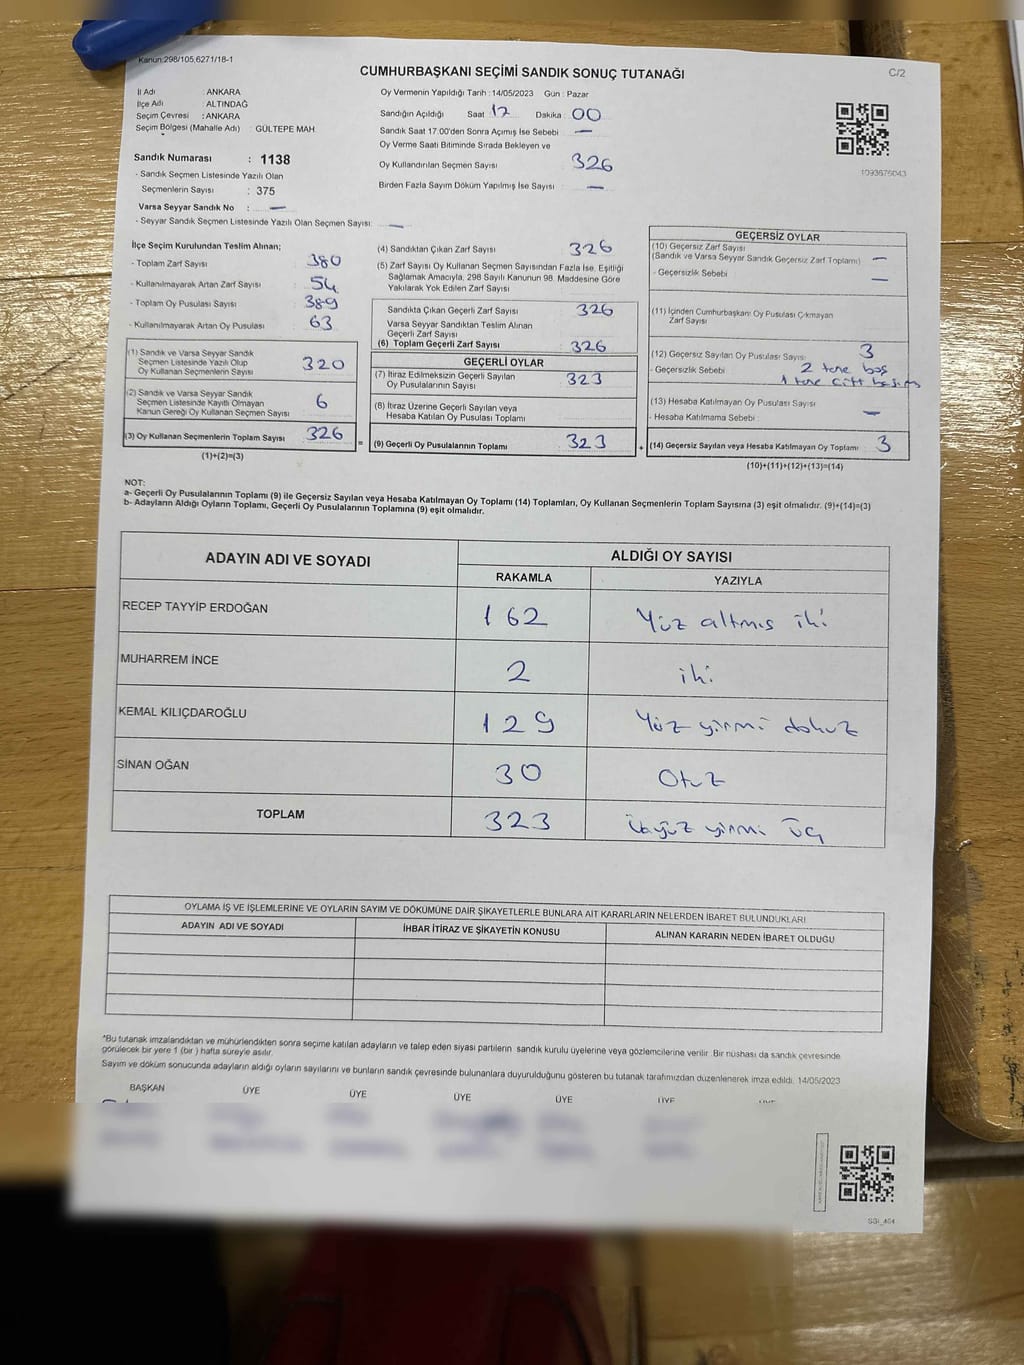 Kanun:298/105,6271/18-1
CUMHURBAŞKANI SEÇİMİ SANDIK SONUÇ TUTANAĞI
C/2
İl Adı : ANKARA
İlçe Adı : ALTINDAĞ
Seçim Çevresi : ANKARA
Seçim Bölgesi (Mahalle Adı) : GÜLTEPE MAH.
Sandık Numarası : 1138
- Sandık Seçmen Listesinde Yazılı Olan
Seçmenlerin Sayısı : 375
Varsa Seyyar Sandık No : —
- Seyyar Sandık Seçmen Listesinde Yazılı Olan Seçmen Sayısı: —
Oy Vermenin Yapıldığı Tarih : 14/05/2023 Gün : Pazar
Sandığın Açıldığı Saat 17 Dakika 00
Sandık Saat 17.00'den Sonra Açımış İse Sebebi —
Oy Verme Saati Bitiminde Sırada Bekleyen ve
Oy Kullandırılan Seçmen Sayısı 326
Birden Fazla Sayım Döküm Yapılmış İse Sayısı —
1093675043
İlçe Seçim Kurulundan Teslim Alınan;
- Toplam Zarf Sayısı : 380
- Kullanılmayarak Artan Zarf Sayısı : 54
- Toplam Oy Pusulası Sayısı : 389
- Kullanılmayarak Artan Oy Pusulası : 63
(1) Sandık ve Varsa Seyyar Sandık
Seçmen Listesinde Yazılı Olup
Oy Kullanan Seçmenlerin Sayısı : 320
(2) Sandık ve Varsa Seyyar Sandık
Seçmen Listesinde Kayıtlı Olmayan
Kanun Gereği Oy Kullanan Seçmen Sayısı : 6
(3) Oy Kullanan Seçmenlerin Toplam Sayısı : 326
(1)+(2)=(3)
(4) Sandıktan Çıkan Zarf Sayısı : 326
(5) Zarf Sayısı Oy Kullanan Seçmen Sayısından Fazla İse, Eşitliği
Sağlamak Amacıyla, 298 Sayılı Kanunun 98. Maddesine Göre
Yakılarak Yok Edilen Zarf Sayısı
=
Sandıkta Çıkan Geçerli Zarf Sayısı : 326
Varsa Seyyar Sandıktan Teslim Alınan
Geçerli Zarf Sayısı
(6) Toplam Geçerli Zarf Sayısı : 326
GEÇERLİ OYLAR
(7) İtiraz Edilmeksizin Geçerli Sayılan
Oy Pusulalarının Sayısı : 323
(8) İtiraz Üzerine Geçerli Sayılan veya
Hesaba Katılan Oy Pusulası Toplamı
(9) Geçerli Oy Pusulalarının Toplamı : 323
+
GEÇERSİZ OYLAR
(10) Geçersiz Zarf Sayısı
(Sandık ve Varsa Seyyar Sandık Geçersiz Zarf Toplamı) —
- Geçersizlik Sebebi : —
(11) İçinden Cumhurbaşkanı Oy Pusulası Çıkmayan
Zarf Sayısı
(12) Geçersiz Sayılan Oy Pusulası Sayısı : 3
- Geçersizlik Sebebi : 2 tane boş
1 tane çift basım
(13) Hesaba Katılmayan Oy Pusulası Sayısı —
- Hesaba Katılmama Sebebi :
(14) Geçersiz Sayılan veya Hesaba Katılmayan Oy Toplamı : 3
(10)+(11)+(12)+(13)=(14)
NOT:
a- Geçerli Oy Pusulalarının Toplamı (9) ile Geçersiz Sayılan veya Hesaba Katılmayan Oy Toplamı (14) Toplamları, Oy Kullanan Seçmenlerin Toplam Sayısına (3) eşit olmalıdır. (9)+(14)=(3)
b- Adayların Aldığı Oyların Toplamı, Geçerli Oy Pusulalarının Toplamına (9) eşit olmalıdır.
ADAYIN ADI VE SOYADI ALDIĞI OY SAYISI
RAKAMLA YAZIYLA
RECEP TAYYİP ERDOĞAN 162 Yüz altmış iki
MUHARREM İNCE 2 iki
KEMAL KILIÇDAROĞLU 129 Yüz yirmi dokuz
SİNAN OĞAN 30 Otuz
TOPLAM 323 üçyüz yirmi üç
OYLAMA İŞ VE İŞLEMLERİNE VE OYLARIN SAYIM VE DÖKÜMÜNE DAİR ŞİKAYETLERLE BUNLARA AİT KARARLARIN NELERDEN İBARET BULUNDUKLARI
ADAYIN ADI VE SOYADI İHBAR İTİRAZ VE ŞİKAYETİN KONUSU ALINAN KARARIN NEDEN İBARET OLDUĞU
*Bu tutanak imzalandıktan ve mühürlendikten sonra seçime katılan adayların ve talep eden siyasi partilerin sandık kurulu üyelerine veya gözlemcilerine verilir. Bir nüshası da sandık çevresinde
görülecek bir yere 1 (bir ) hafta süreyle asılır.
Sayım ve döküm sonucunda adayların aldığı oyların sayılarını ve bunların sandık çevresinde bulunanlara duyurulduğunu gösteren bu tutanak tarafımızdan düzenlenerek imza edildi. 14/05/2023
BAŞKAN ÜYE ÜYE ÜYE ÜYE ÜYE
SGI_464